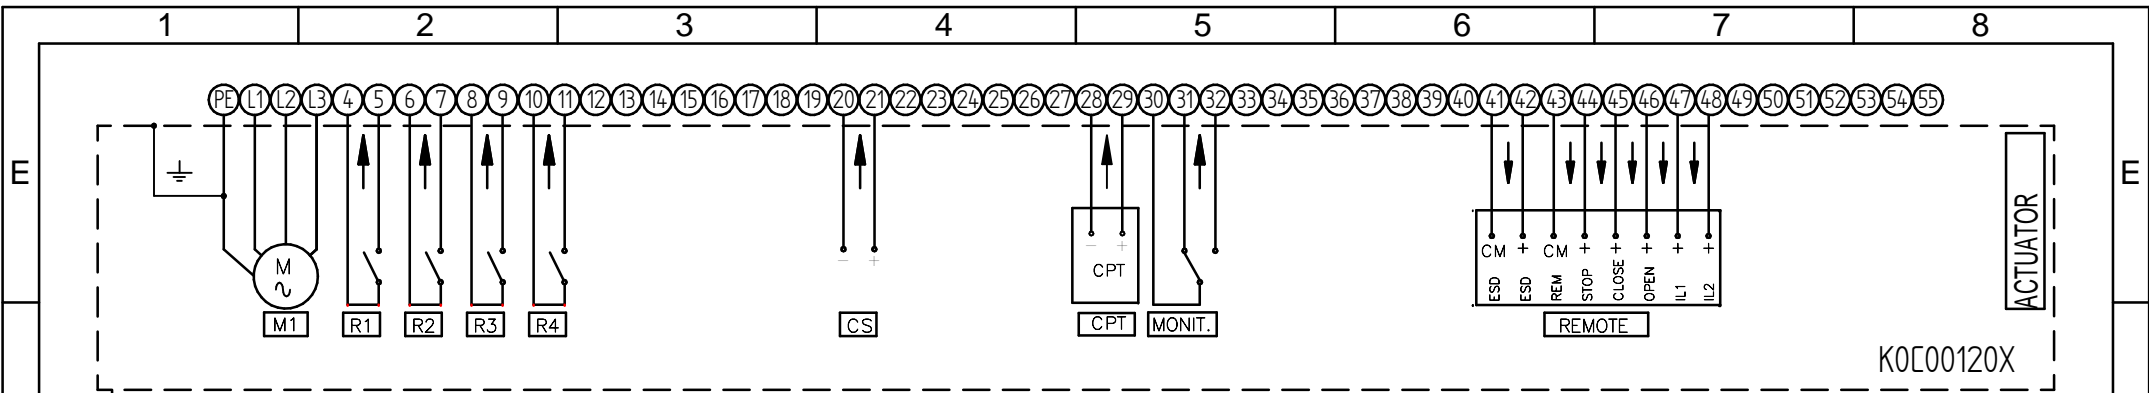 1 2 3 4 5 6 7 8
PE L1 L2 L3 4 5 6 7 8 9 10 11 12 13 14 15 16 17 18 19 20 21 22 23 24 25 26 27 28 29 30 31 32 33 34 35 36 37 38 39 40 41 42 43 44 45 46 47 48 49 50 51 52 53 54 55
E E
ACTUATOR
- + - + CM + CM + + + + +
M CPT ESD ESD REM STOP CLOSE OPEN IL1 IL2
∿
M1 R1 R2 R3 R4 CS CPT MONIT. REMOTE
K0C00120X